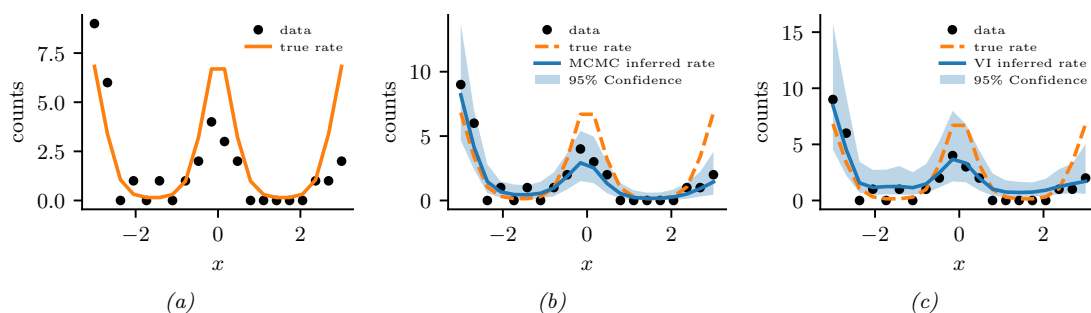 counts
7.5
5.0
2.5
0.0
−2
0
2
x
data
true rate
(a)
counts
10
5
0
−2
0
2
x
data
true rate
MCMC inferred rate
95% Confidence
(b)
counts
15
10
5
0
−2
0
2
x
data
true rate
VI inferred rate
95% Confidence
(c)